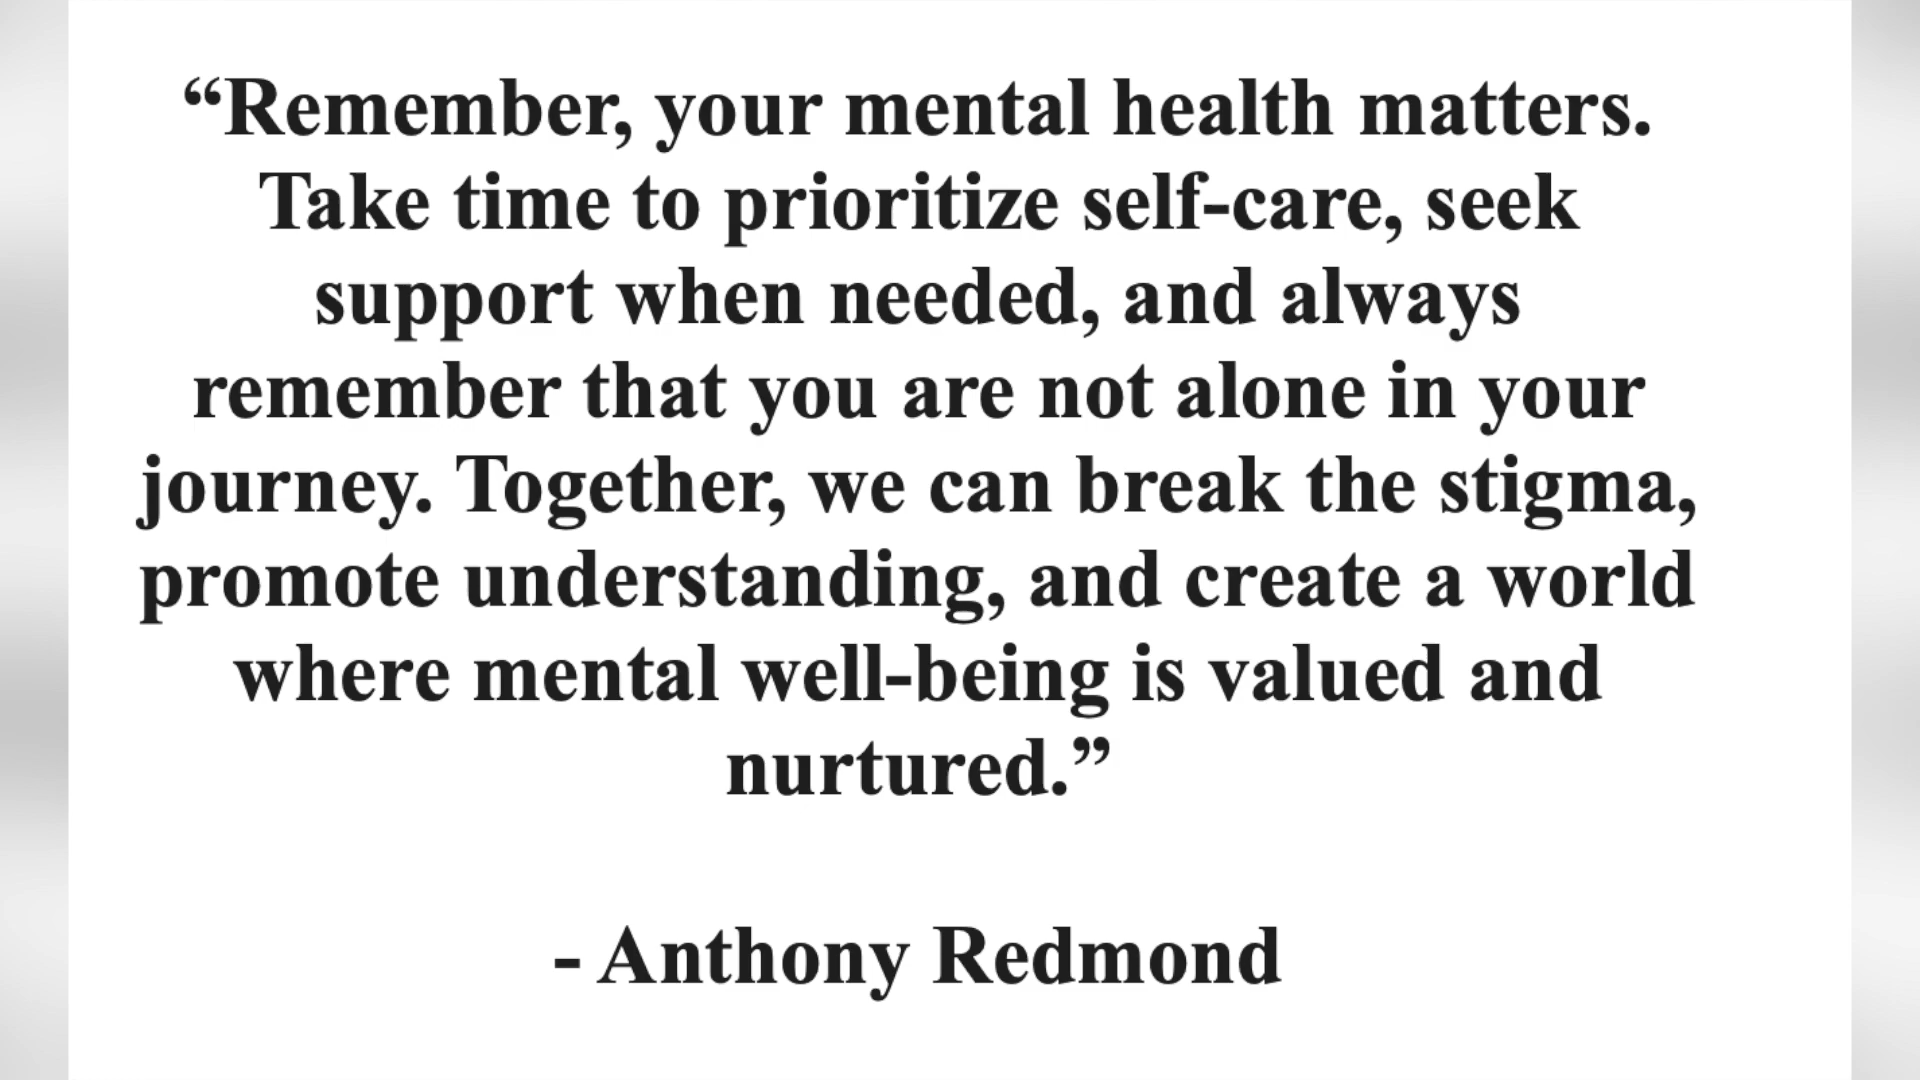 “Remember, your mental health matters.
Take time to prioritize self-care, seek
support when needed, and always
remember that you are not alone in your
journey. Together, we can break the stigma,
promote understanding, and create a world
where mental well-being is valued and
nurtured.”
- Anthony Redmond